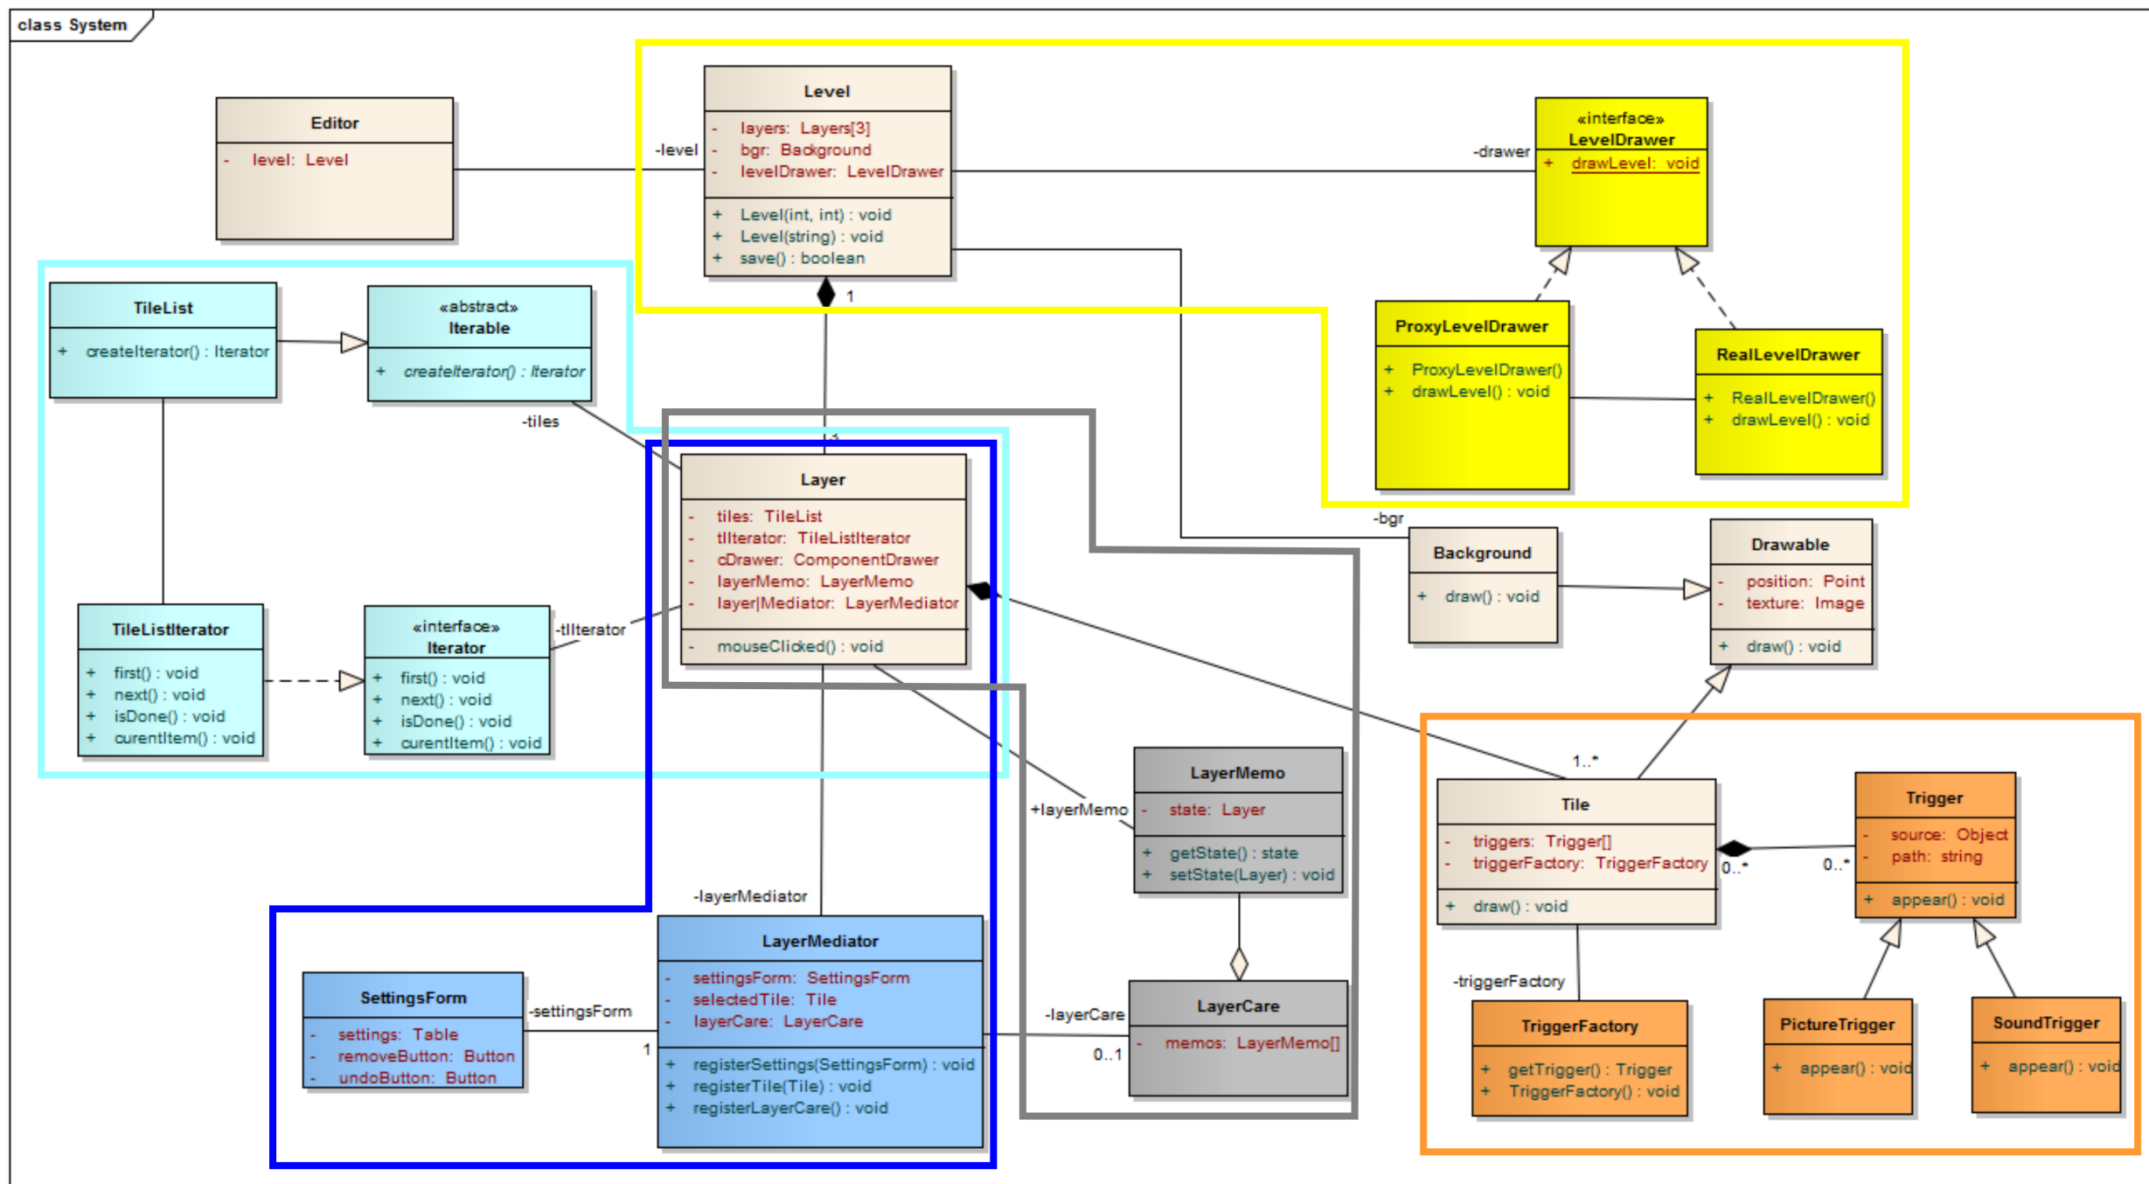 class System
Editor
- level: Level
-level
Level
- layers: Layers[3]
- bgr: Background
- levelDrawer: LevelDrawer
+ Level(int, int) : void
+ Level(string) : void
+ save() : boolean
1
-drawer
«interface»
LevelDrawer
+ drawLevel: void
ProxyLevelDrawer
+ ProxyLevelDrawer()
+ drawLevel() : void
RealLevelDrawer
+ RealLevelDrawer()
+ drawLevel() : void
TileList
+ createIterator() : Iterator
«abstract»
Iterable
+ createIterator() : Iterator
-tiles
3
Layer
- tiles: TileList
- tlIterator: TileListIterator
- cDrawer: ComponentDrawer
- layerMemo: LayerMemo
- layer|Mediator: LayerMediator
- mouseClicked() : void
-bgr
Background
+ draw() : void
Drawable
- position: Point
- texture: Image
+ draw() : void
TileListIterator
+ first() : void
+ next() : void
+ isDone() : void
+ curentItem() : void
«interface»
Iterator
+ first() : void
+ next() : void
+ isDone() : void
+ curentItem() : void
-tlIterator
+layerMemo
LayerMemo
- state: Layer
+ getState() : state
+ setState(Layer) : void
1..*
Tile
- triggers: Trigger[]
- triggerFactory: TriggerFactory
+ draw() : void
0..*
0..*
Trigger
- source: Object
- path: string
+ appear() : void
-layerMediator
LayerMediator
- settingsForm: SettingsForm
- selectedTile: Tile
- layerCare: LayerCare
+ registerSettings(SettingsForm) : void
+ registerTile(Tile) : void
+ registerLayerCare() : void
SettingsForm
- settings: Table
- removeButton: Button
- undoButton: Button
-settingsForm
1
-layerCare
0..1
LayerCare
- memos: LayerMemo[]
-triggerFactory
TriggerFactory
+ getTrigger() : Trigger
+ TriggerFactory() : void
PictureTrigger
+ appear() : void
SoundTrigger
+ appear() : void